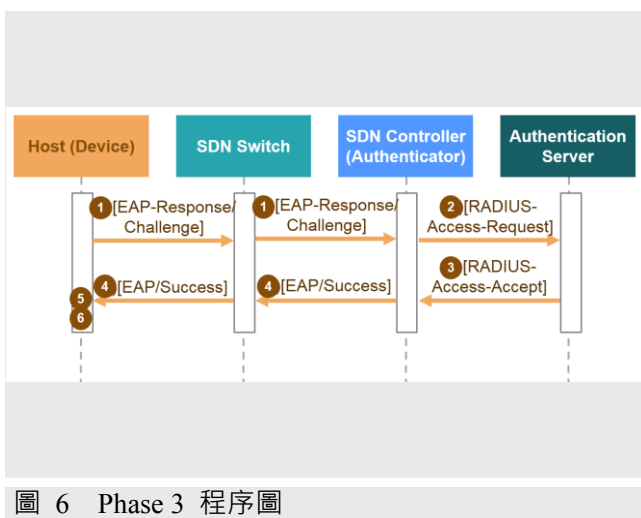 Host (Device)
SDN Switch
SDN Controller
(Authenticator)
Authentication
Server
1 [EAP-Response/
Challenge]
1 [EAP-Response/
Challenge]
2 [RADIUS-
Access-Request]
3 [RADIUS-
Access-Accept]
4 [EAP/Success]
4 [EAP/Success]
5
6
圖 6 Phase 3 程序圖